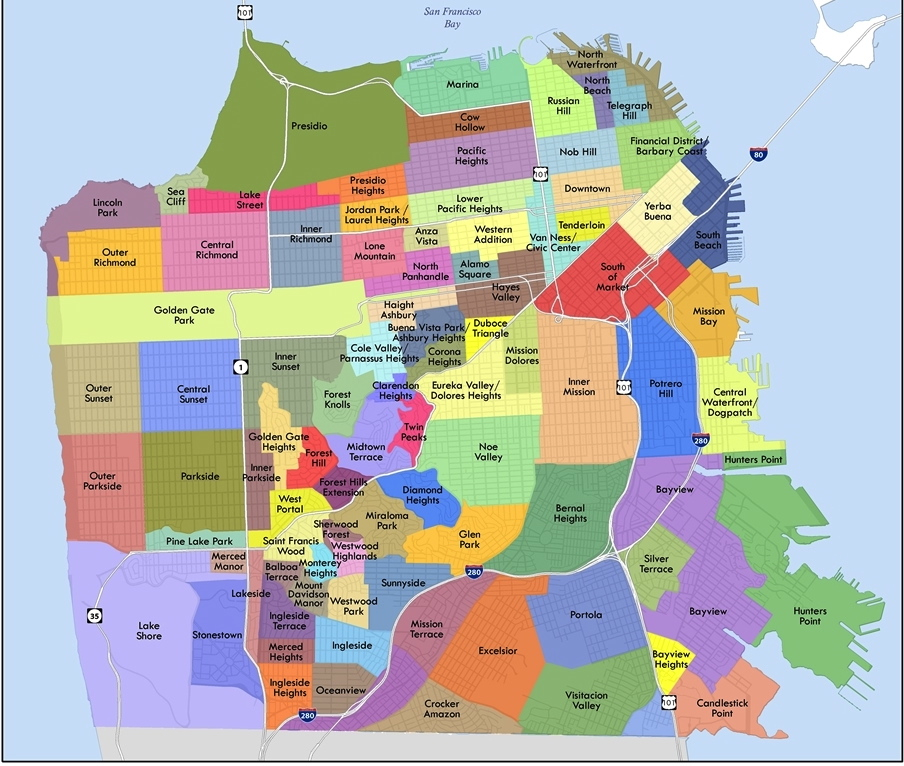 101
San Francisco
Bay
North
Waterfront
Marina
North
Beach
Russian
Hill
Telegraph
Hill
Presidio
Cow
Hollow
Pacific
Heights
Nob Hill
Financial District/
Barbary Coast
80
101
Sea
Cliff
Lake
Street
Presidio
Heights
Downtown
Lincoln
Park
Jordan Park /
Laurel Heights
Lower
Pacific Heights
Yerba
Buena
Tenderloin
Inner
Richmond
Anza
Vista
Western
Addition
Van Ness/
Civic Center
South
Beach
Outer
Richmond
Central
Richmond
Lone
Mountain
North
Panhandle
Alamo
Square
South
of
Market
Hayes
Valley
Golden Gate
Park
Haight
Ashbury
Mission
Bay
Buena Vista Park/
Ashbury Heights
Duboce
Triangle
Cole Valley/
Parnassus Heights
Corona
Heights
Mission
Dolores
Inner
Sunset
1
Outer
Sunset
Central
Sunset
Forest
Knolls
Clarendon
Heights
Eureka Valley/
Dolores Heights
Inner
Mission
101
Potrero
Hill
Central
Waterfront/
Dogpatch
Twin
Peaks
Golden Gate
Heights
Midtown
Terrace
Noe
Valley
280
Forest
Hill
Hunters Point
Outer
Parkside
Parkside
Inner
Parkside
Forest Hills
Extension
Diamond
Heights
Bayview
West
Portal
Miraloma
Park
Bernal
Heights
Sherwood
Forest
Glen
Park
Pine Lake Park
Saint Francis
Wood
Westwood
Highlands
Merced
Manor
Monterey
Heights
Balboa
Terrace
280
Silver
Terrace
Sunnyside
Mount
Davidson
Manor
Lakeside
Westwood
Park
35
Lake
Shore
Stonestown
Ingleside
Terrace
Mission
Terrace
Portola
Bayview
Hunters
Point
Merced
Heights
Ingleside
Excelsior
Bayview
Heights
Ingleside
Heights
Oceanview
Visitacion
Valley
101
Candlestick
Point
Crocker
Amazon
280